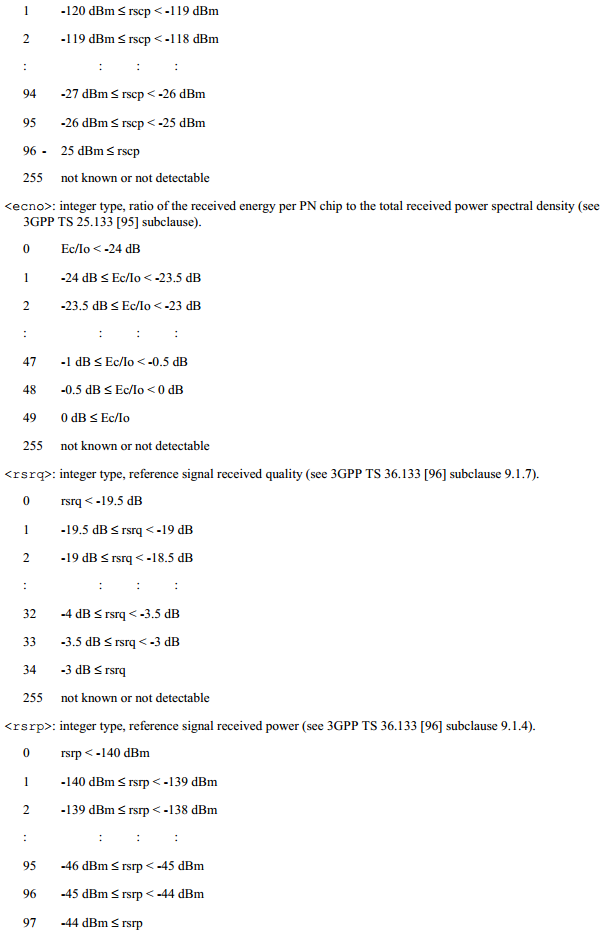 1 -120 dBm ≤ rscp < -119 dBm
2 -119 dBm ≤ rscp < -118 dBm
: : : :
94 -27 dBm ≤ rscp < -26 dBm
95 -26 dBm ≤ rscp < -25 dBm
96 - 25 dBm ≤ rscp
255 not known or not detectable
<ecno>: integer type, ratio of the received energy per PN chip to the total received power spectral density (see
3GPP TS 25.133 [95] subclause).
0 Ec/Io < -24 dB
1 -24 dB ≤ Ec/Io < -23.5 dB
2 -23.5 dB ≤ Ec/Io < -23 dB
: : : :
47 -1 dB ≤ Ec/Io < -0.5 dB
48 -0.5 dB ≤ Ec/Io < 0 dB
49 0 dB ≤ Ec/Io
255 not known or not detectable
<rsrq>: integer type, reference signal received quality (see 3GPP TS 36.133 [96] subclause 9.1.7).
0 rsrq < -19.5 dB
1 -19.5 dB ≤ rsrq < -19 dB
2 -19 dB ≤ rsrq < -18.5 dB
: : : :
32 -4 dB ≤ rsrq < -3.5 dB
33 -3.5 dB ≤ rsrq < -3 dB
34 -3 dB ≤ rsrq
255 not known or not detectable
<rsrp>: integer type, reference signal received power (see 3GPP TS 36.133 [96] subclause 9.1.4).
0 rsrp < -140 dBm
1 -140 dBm ≤ rsrp < -139 dBm
2 -139 dBm ≤ rsrp < -138 dBm
: : : :
95 -46 dBm ≤ rsrp < -45 dBm
96 -45 dBm ≤ rsrp < -44 dBm
97 -44 dBm ≤ rsrp